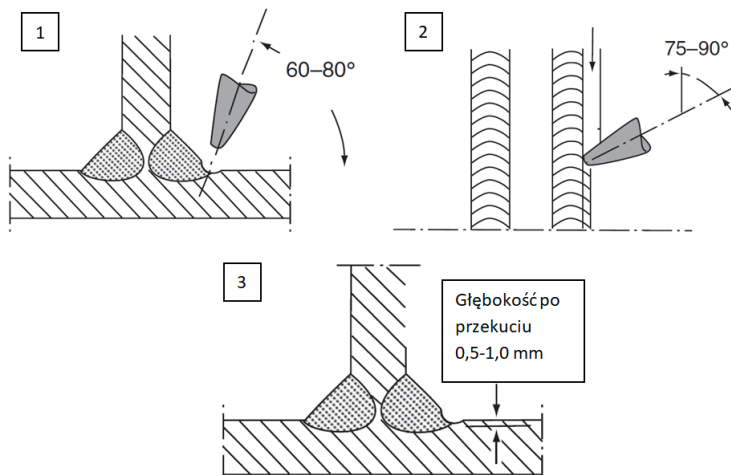 1
60–80°
2
75–90°
3
Głębokość po
przekuciu
0,5-1,0 mm